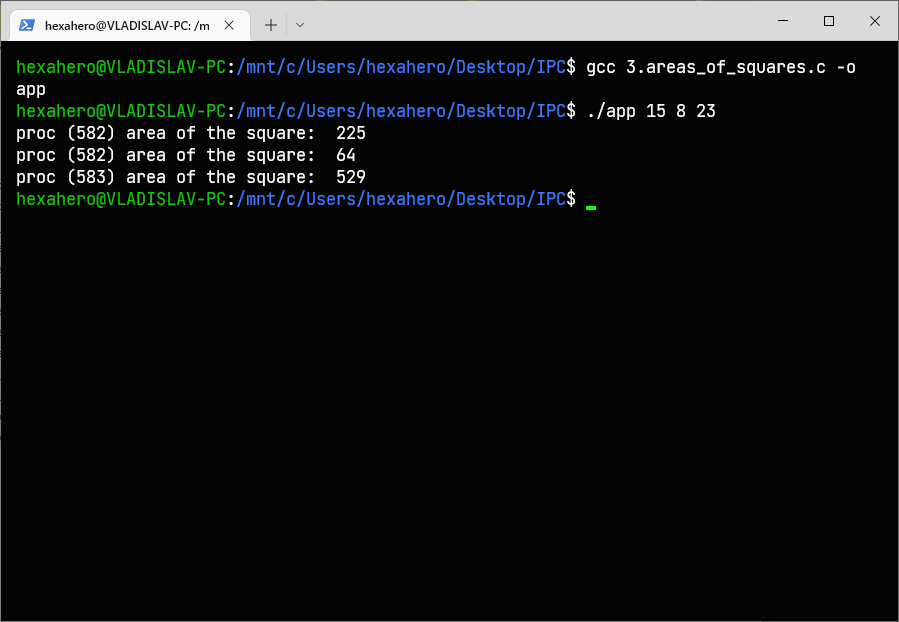 hexahero@VLADISLAV-PC: /m
hexahero@VLADISLAV-PC:/mnt/c/Users/hexahero/Desktop/IPC$ gcc 3.areas_of_squares.c -o
app
hexahero@VLADISLAV-PC:/mnt/c/Users/hexahero/Desktop/IPC$ ./app 15 8 23
proc (582) area of the square:  225
proc (582) area of the square:  64
proc (583) area of the square:  529
hexahero@VLADISLAV-PC:/mnt/c/Users/hexahero/Desktop/IPC$